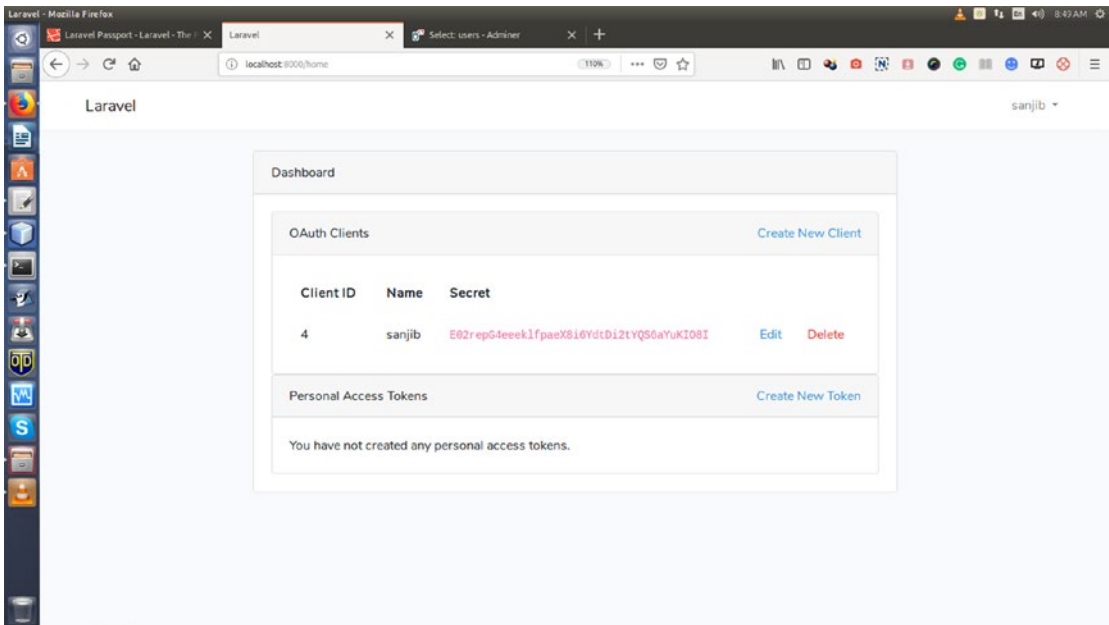 Laravel - Mozilla Firefox
8:49 AM
Laravel Passport - Laravel - The P
Laravel
Select: users - Adminer
localhost:8000/home
110%
Laravel
sanjib
Dashboard
OAuth Clients Create New Client
Client ID Name Secret
4 sanjib Edit Delete
Personal Access Tokens Create New Token
You have not created any personal access tokens.